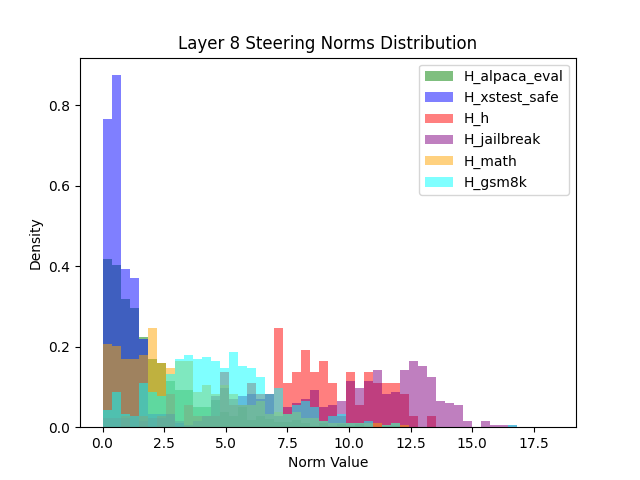 Layer 8 Steering Norms Distribution
H_alpaca_eval
H_xstest_safe
H_h
H_jailbreak
H_math
H_gsm8k
Density
0.8
0.6
0.4
0.2
0.0
0.0 2.5 5.0 7.5 10.0 12.5 15.0 17.5
Norm Value